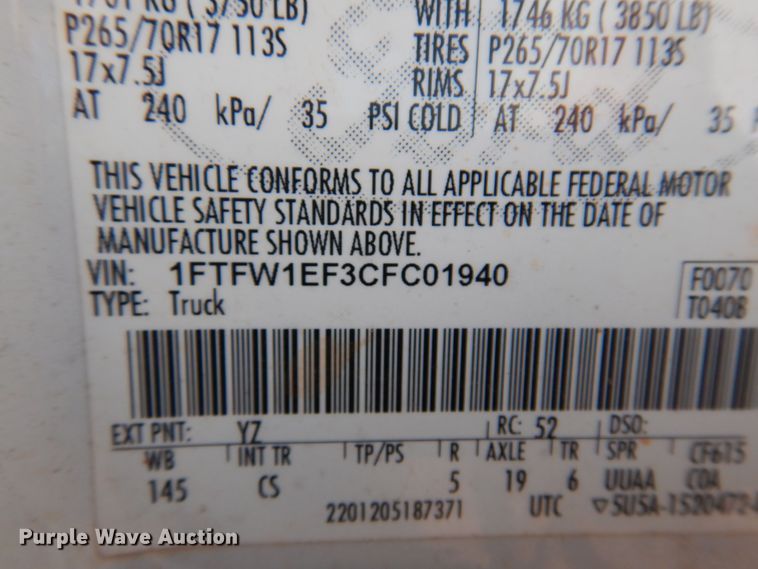 KG ( 3750 LB) WITH 1746 KG ( 3850 LB)
P265/70R17 113S TIRES P265/70R17 113S
17x7.5J RIMS 17x7.5J
AT 240 kPa/ 35 PSI COLD AT 240 kPa/ 35
THIS VEHICLE CONFORMS TO ALL APPLICABLE FEDERAL MOTOR
VEHICLE SAFETY STANDARDS IN EFFECT ON THE DATE OF
MANUFACTURE SHOWN ABOVE.
VIN: 1FTFW1EF3CFC01940 F0070
TYPE: Truck T0408
EXT PNT: YZ RC: 52 DSO:
WB INT TR TP/PS R AXLE TR SPR
145 CS 5 19 6 UUAA
2201205187371 UTC
Purple Wave Auction